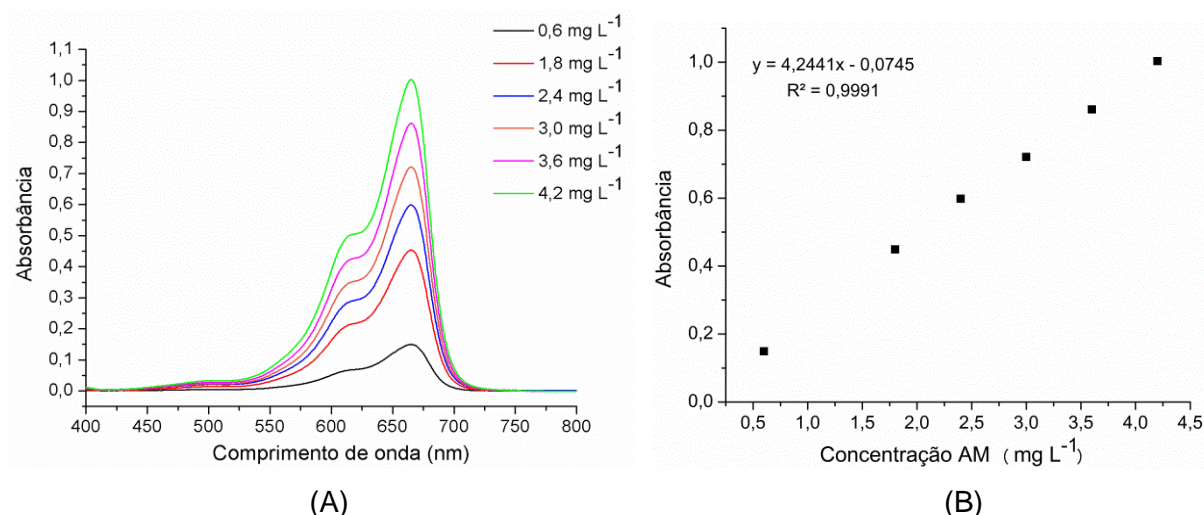 0,6 mg L⁻¹
1,8 mg L⁻¹
2,4 mg L⁻¹
3,0 mg L⁻¹
3,6 mg L⁻¹
4,2 mg L⁻¹
1,1
1,0
0,9
0,8
0,7
0,6
0,5
0,4
0,3
0,2
0,1
0,0
Absorbância
400 450 500 550 600 650 700 750 800
Comprimento de onda (nm)
(A)
y = 4,2441x - 0,0745
R² = 0,9991
1,0
0,8
0,6
0,4
0,2
0,0
Absorbância
0,5 1,0 1,5 2,0 2,5 3,0 3,5 4,0 4,5
Concentração AM ( mg L⁻¹)
(B)